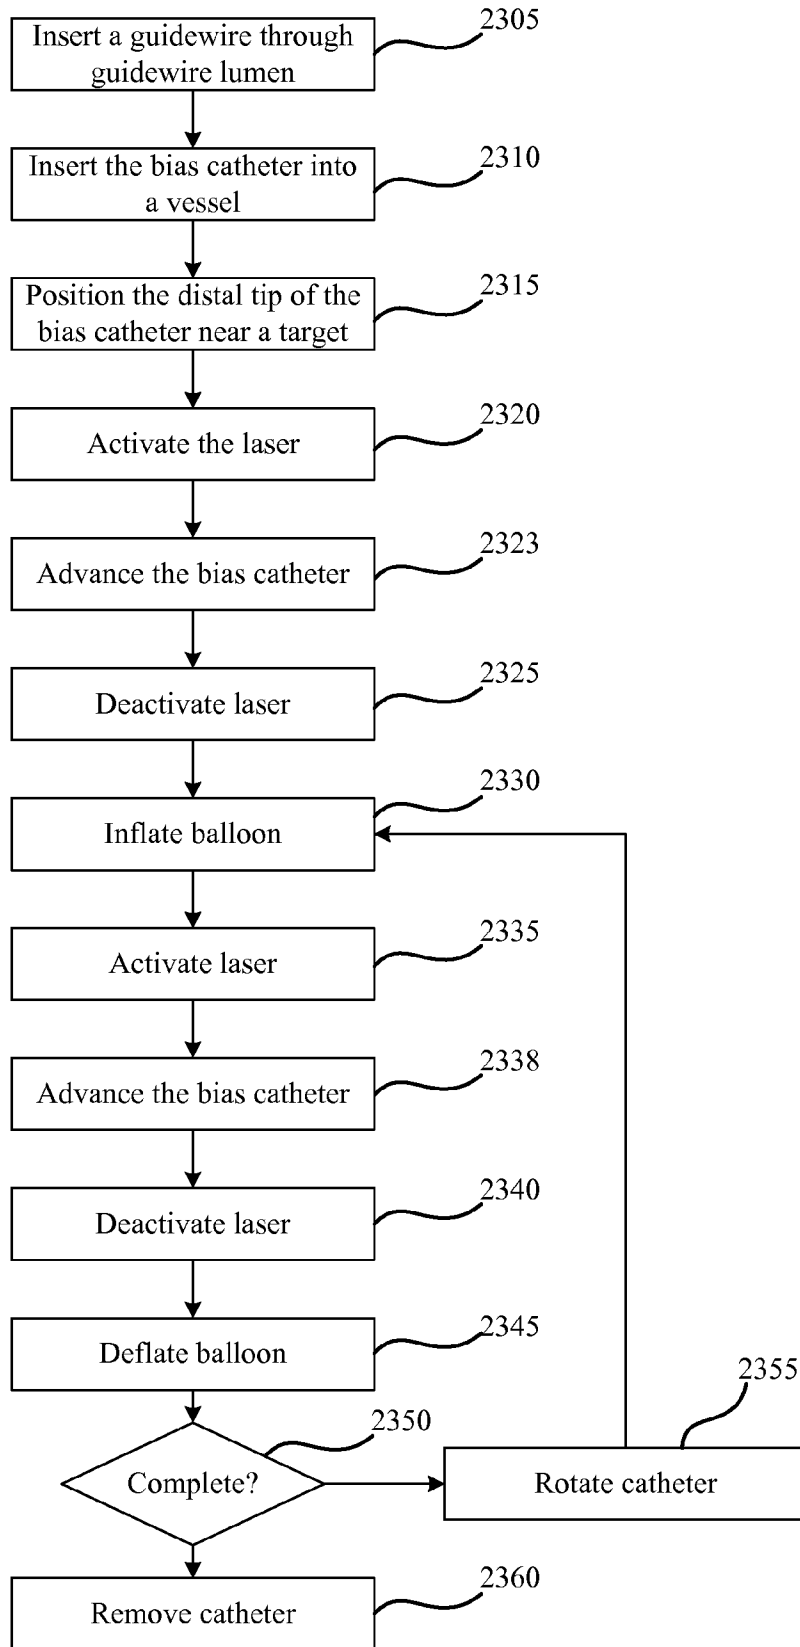 2305
Insert a guidewire through
guidewire lumen
2310
Insert the bias catheter into
a vessel
2315
Position the distal tip of the
bias catheter near a target
2320
Activate the laser
2323
Advance the bias catheter
2325
Deactivate laser
2330
Inflate balloon
2335
Activate laser
2338
Advance the bias catheter
2340
Deactivate laser
2345
Deflate balloon
2355
2350
Complete?
Rotate catheter
2360
Remove catheter